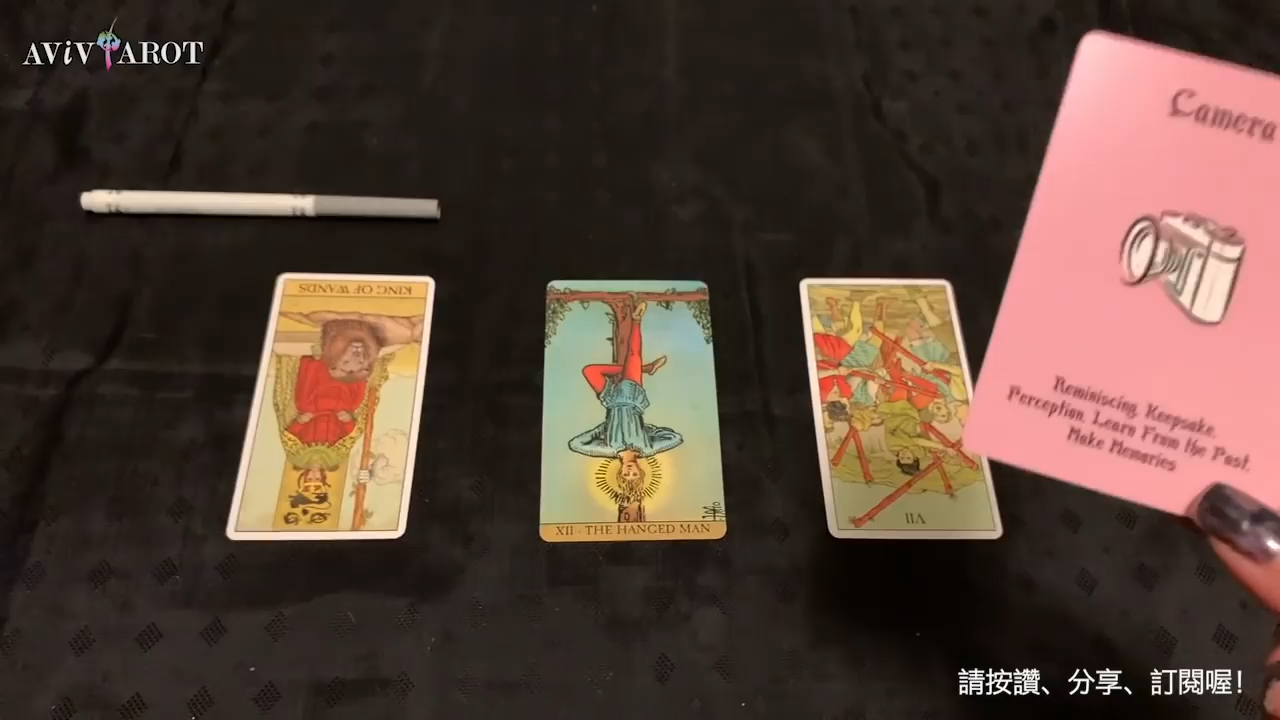 AViVTAROT
Camera
KING OF WANDS
Reminiscing, Keepsake,
Perception, Learn From the Past,
Make Memories
VII
XII - THE HANGED MAN
請按讚、分享、訂閱喔!